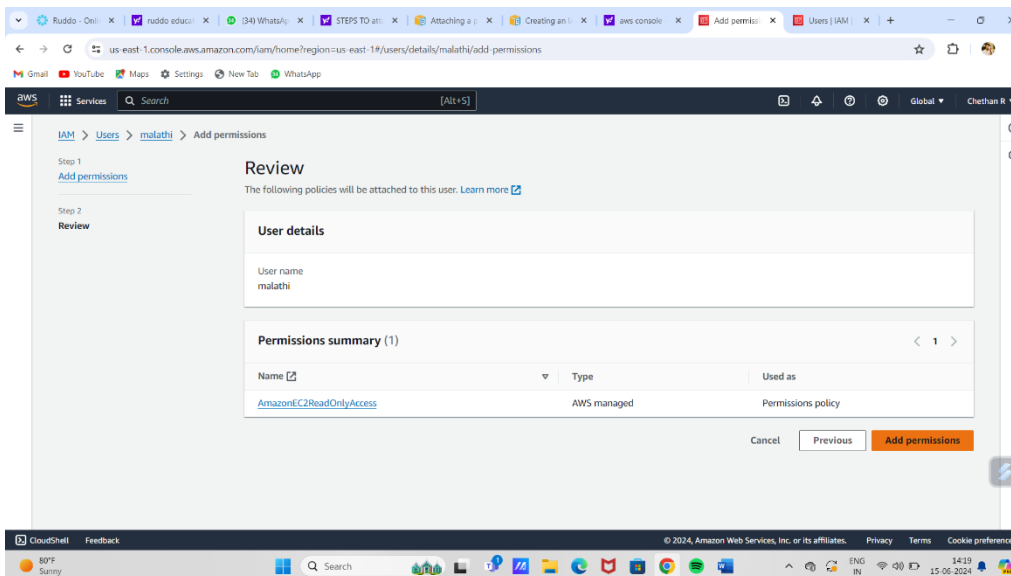 Ruddo - Onli
ruddo educat
(34) WhatsAp
STEPS TO att
Attaching a p
Creating an I
aws console
Add permissi
Users | IAM |
us-east-1.console.aws.amazon.com/iam/home?region=us-east-1#/users/details/malathi/add-permissions
Gmail YouTube Maps Settings New Tab WhatsApp
aws Services Search [Alt+S] Global Chethan R
IAM > Users > malathi > Add permissions
Step 1
Add permissions
Step 2
Review
Review
The following policies will be attached to this user. Learn more
User details
User name
malathi
Permissions summary (1)
1
Name Type Used as
AmazonEC2ReadOnlyAccess AWS managed Permissions policy
Cancel Previous Add permissions
CloudShell Feedback © 2024, Amazon Web Services, Inc. or its affiliates. Privacy Terms Cookie preference
80°F
Sunny
Search
ENG
IN
14:19
15-06-2024